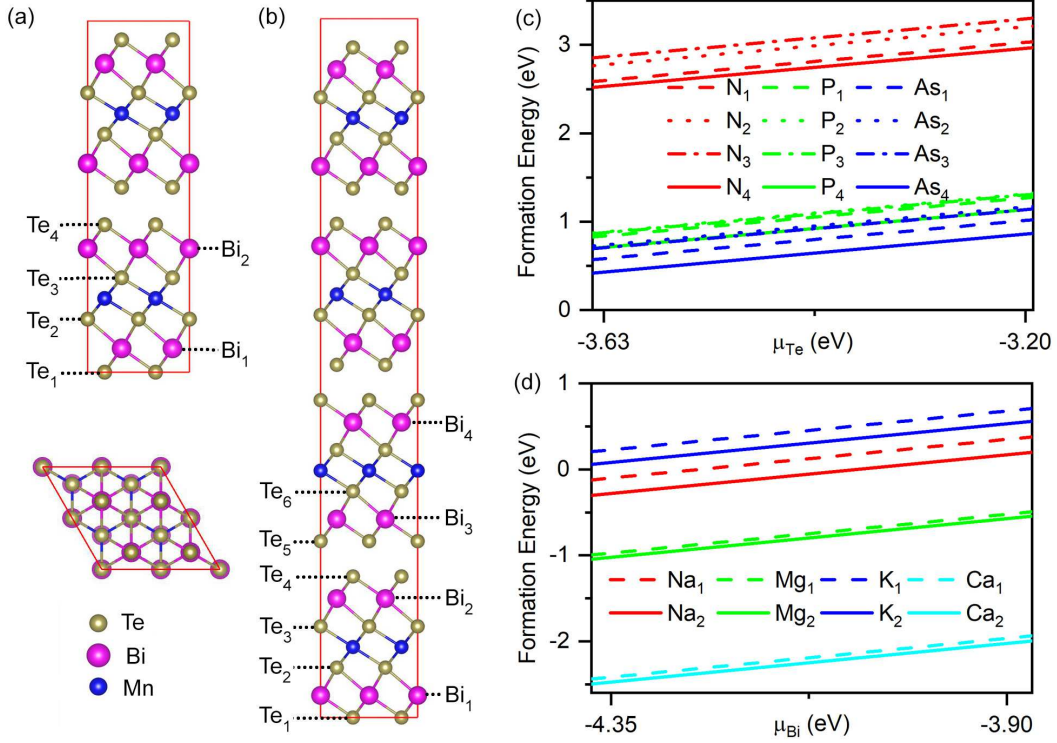 (a)
Te₄
Bi₂
Te₃
Te₂
Bi₁
Te₁
Te
Bi
Mn
(b)
Bi₄
Te₆
Bi₃
Te₅
Te₄
Bi₂
Te₃
Te₂
Bi₁
Te₁
(c)
Formation Energy (eV)
3
2
1
0
N₁ P₁ As₁
N₂ P₂ As₂
N₃ P₃ As₃
N₄ P₄ As₄
-3.63 -3.20
μTe (eV)
(d)
Formation Energy (eV)
1
0
-1
-2
Na₁ Mg₁ K₁ Ca₁
Na₂ Mg₂ K₂ Ca₂
-4.35 -3.90
μBi (eV)